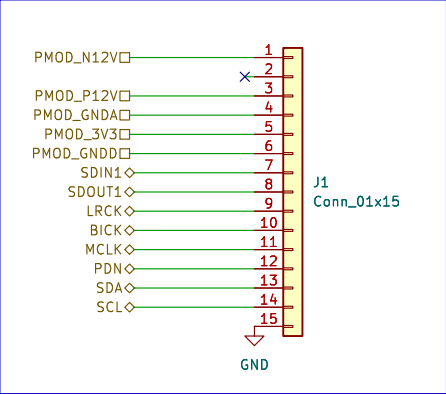 PMOD_N12V 1
2
PMOD_P12V 3
PMOD_GNDA 4
PMOD_3V3 5
PMOD_GNDD 6
SDIN1 7
SDOUT1 8
LRCK 9
BICK 10
MCLK 11
PDN 12
SDA 13
SCL 14
15
J1
Conn_01x15
GND